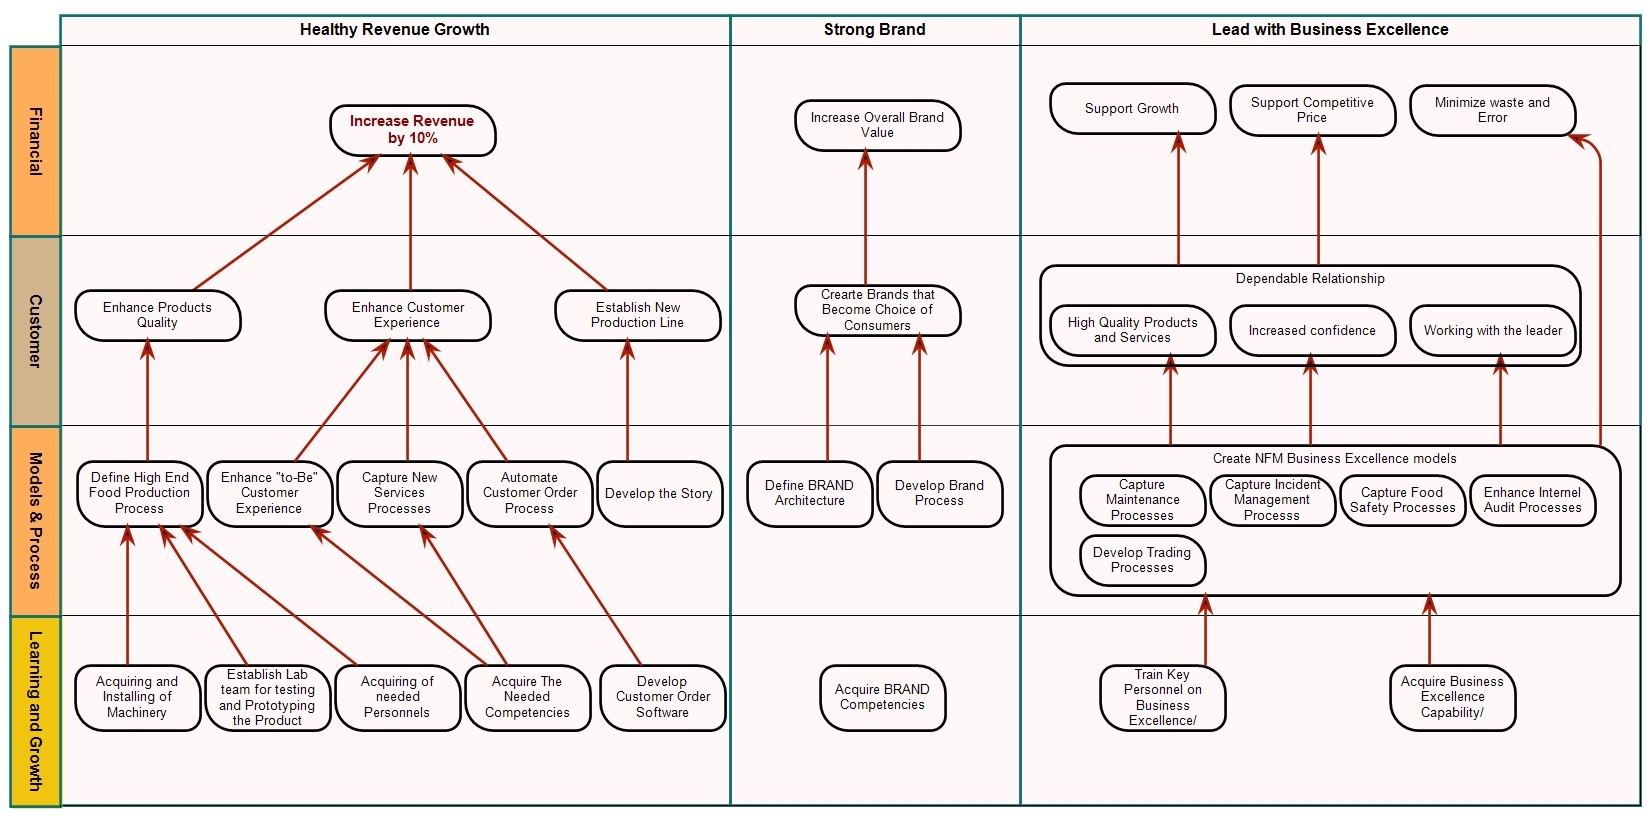 Healthy Revenue Growth
Strong Brand
Lead with Business Excellence
Financial
Increase Revenue
by 10%
Increase Overall Brand
Value
Support Growth
Support Competitive
Price
Minimize waste and
Error
Customer
Enhance Products
Quality
Enhance Customer
Experience
Establish New
Production Line
Crearte Brands that
Become Choice of
Consumers
Dependable Relationship
High Quality Products
and Services
Increased confidence
Working with the leader
Models & Process
Define High End
Food Production
Process
Enhance "to-Be"
Customer
Experience
Capture New
Services
Processes
Automate
Customer Order
Process
Develop the Story
Define BRAND
Architecture
Develop Brand
Process
Create NFM Business Excellence models
Capture
Maintenance
Processes
Capture Incident
Management
Processs
Capture Food
Safety Processes
Enhance Internel
Audit Processes
Develop Trading
Processes
Learning and Growth
Acquiring and
Installing of
Machinery
Establish Lab
team for testing
and Prototyping
the Product
Acquiring of
needed
Personnels
Acquire The
Needed
Competencies
Develop
Customer Order
Software
Acquire BRAND
Competencies
Train Key
Personnel on
Business
Excellence/
Acquire Business
Excellence
Capability/